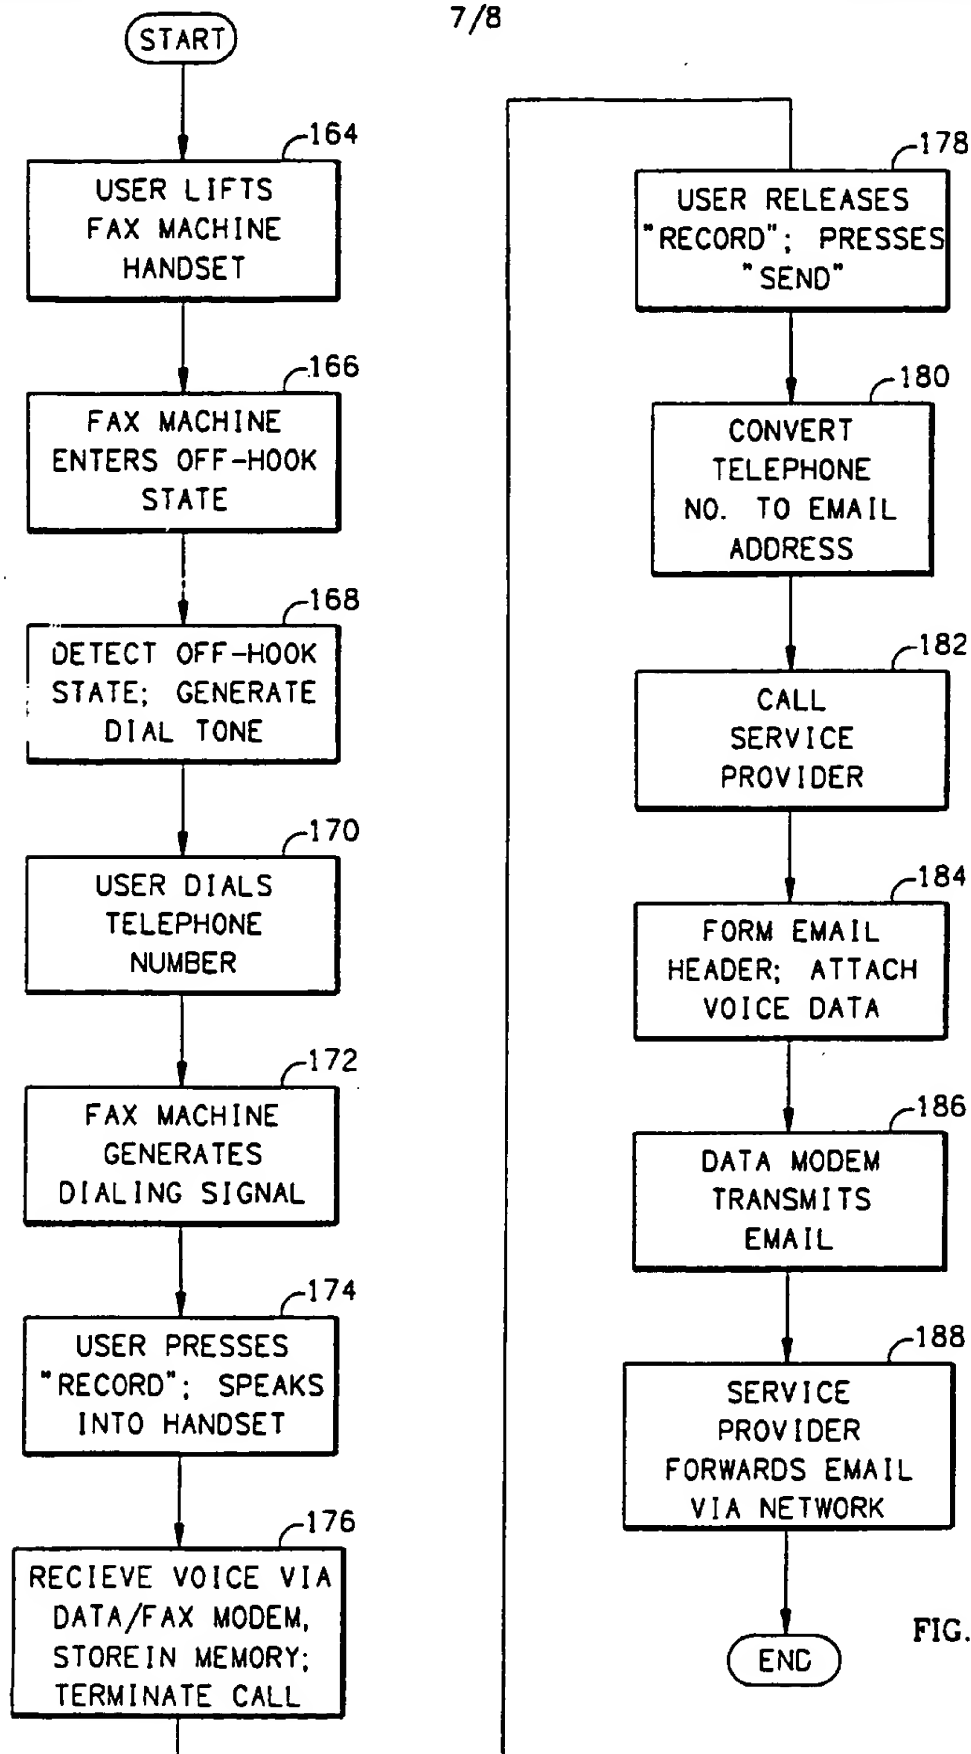 7/8
START
164
USER LIFTS
FAX MACHINE
HANDSET
166
FAX MACHINE
ENTERS OFF-HOOK
STATE
168
DETECT OFF-HOOK
STATE; GENERATE
DIAL TONE
170
USER DIALS
TELEPHONE
NUMBER
172
FAX MACHINE
GENERATES
DIALING SIGNAL
174
USER PRESSES
"RECORD"; SPEAKS
INTO HANDSET
176
RECIEVE VOICE VIA
DATA/FAX MODEM,
STOREIN MEMORY;
TERMINATE CALL
178
USER RELEASES
"RECORD"; PRESSES
"SEND"
180
CONVERT
TELEPHONE
NO. TO EMAIL
ADDRESS
182
CALL
SERVICE
PROVIDER
184
FORM EMAIL
HEADER; ATTACH
VOICE DATA
186
DATA MODEM
TRANSMITS
EMAIL
188
SERVICE
PROVIDER
FORWARDS EMAIL
VIA NETWORK
END
FIG.